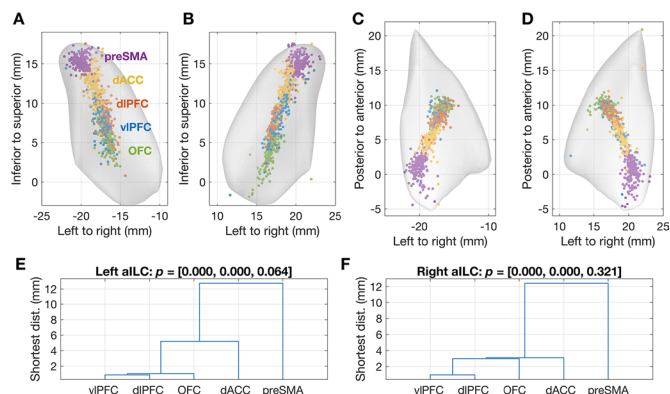 A
B
C
D
Inferior to superior (mm)
15
10
5
0
-25 -20 -15 -10
Left to right (mm)
preSMA
dACC
dlPFC
vlPFC
OFC
Inferior to superior (mm)
15
10
5
0
10 15 20 25
Left to right (mm)
Posterior to anterior (mm)
20
15
10
5
0
-5
-20 -15 -10
Left to right (mm)
Posterior to anterior (mm)
20
15
10
5
0
-5
10 15 20 25
Left to right (mm)
E
Left aILC: p = [0.000, 0.000, 0.064]
Shortest dist. (mm)
12
10
8
6
4
2
vlPFC dlPFC OFC dACC preSMA
F
Right aILC: p = [0.000, 0.000, 0.321]
Shortest dist. (mm)
12
10
8
6
4
2
vlPFC dlPFC OFC dACC preSMA